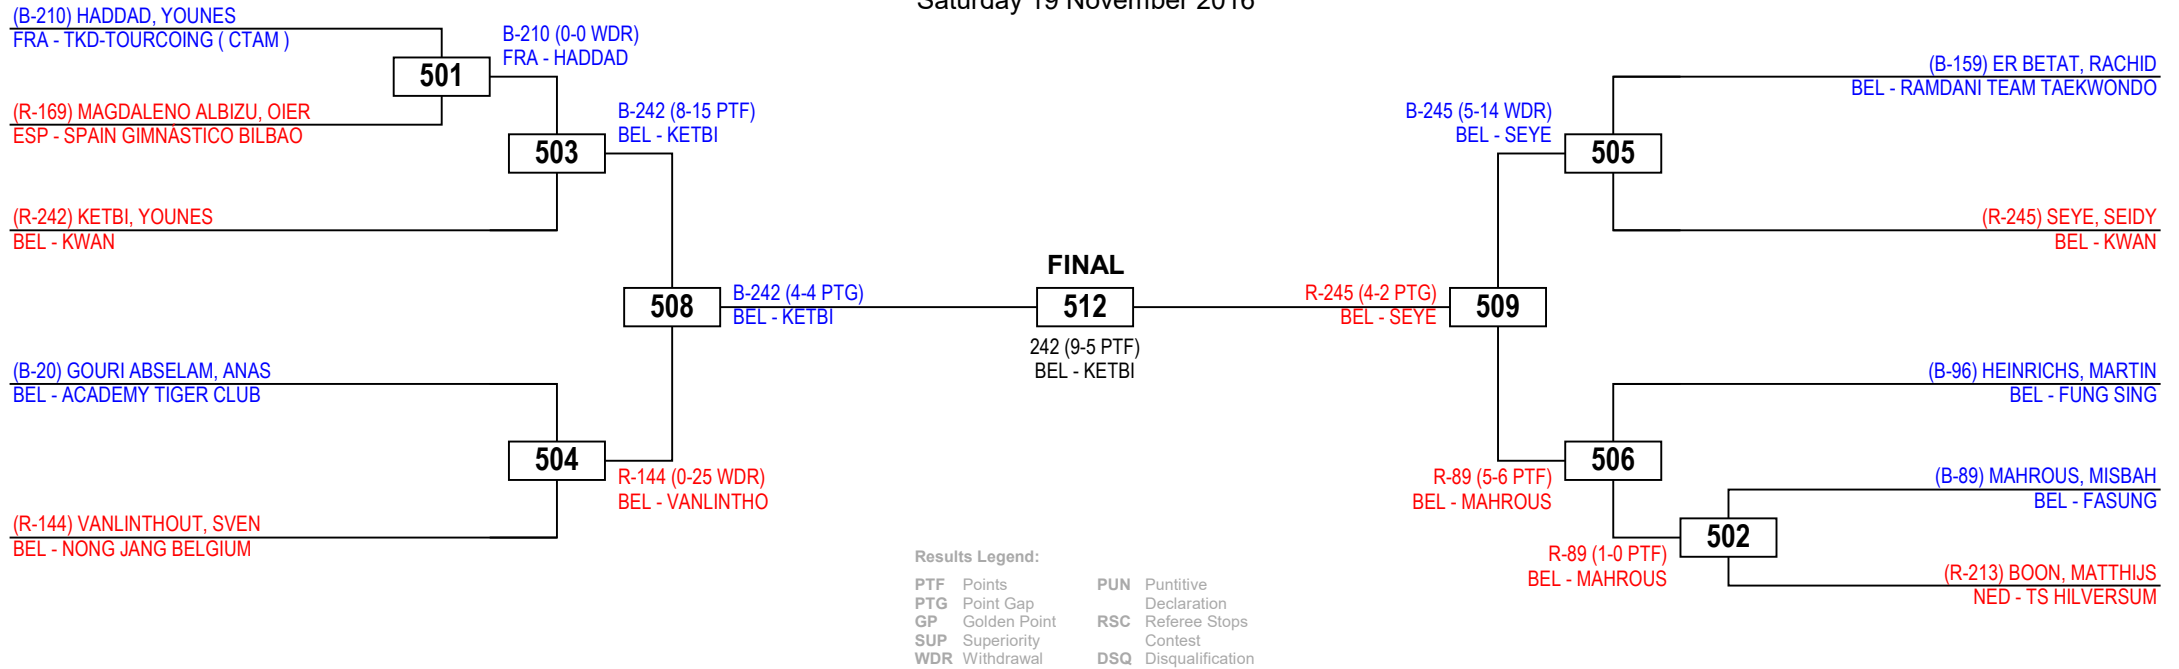 Saturday 19 November 2016
(B-210) HADDAD, YOUNES
FRA - TKD-TOURCOING ( CTAM )
B-210 (0-0 WDR)
FRA - HADDAD
501
(R-169) MAGDALENO ALBIZU, OIER
ESP - SPAIN GIMNÁSTICO BILBAO
B-242 (8-15 PTF)
BEL - KETBI
503
(R-242) KETBI, YOUNES
BEL - KWAN
508
B-242 (4-4 PTG)
BEL - KETBI
(B-20) GOURI ABSELAM, ANAS
BEL - ACADEMY TIGER CLUB
504
R-144 (0-25 WDR)
BEL - VANLINTHO
(R-144) VANLINTHOUT, SVEN
BEL - NONG JANG BELGIUM
FINAL
512
242 (9-5 PTF)
BEL - KETBI
(B-159) ER BETAT, RACHID
BEL - RAMDANI TEAM TAEKWONDO
B-245 (5-14 WDR)
BEL - SEYE
505
(R-245) SEYE, SEIDY
BEL - KWAN
R-245 (4-2 PTG)
BEL - SEYE
509
(B-96) HEINRICHS, MARTIN
BEL - FUNG SING
506
R-89 (5-6 PTF)
BEL - MAHROUS
(B-89) MAHROUS, MISBAH
BEL - FASUNG
502
R-89 (1-0 PTF)
BEL - MAHROUS
(R-213) BOON, MATTHIJS
NED - TS HILVERSUM
Results Legend:
PTF Points PUN Puntitive
PTG Point Gap Declaration
GP Golden Point RSC Referee Stops
SUP Superiority Contest
WDR Withdrawal DSQ Disqualification